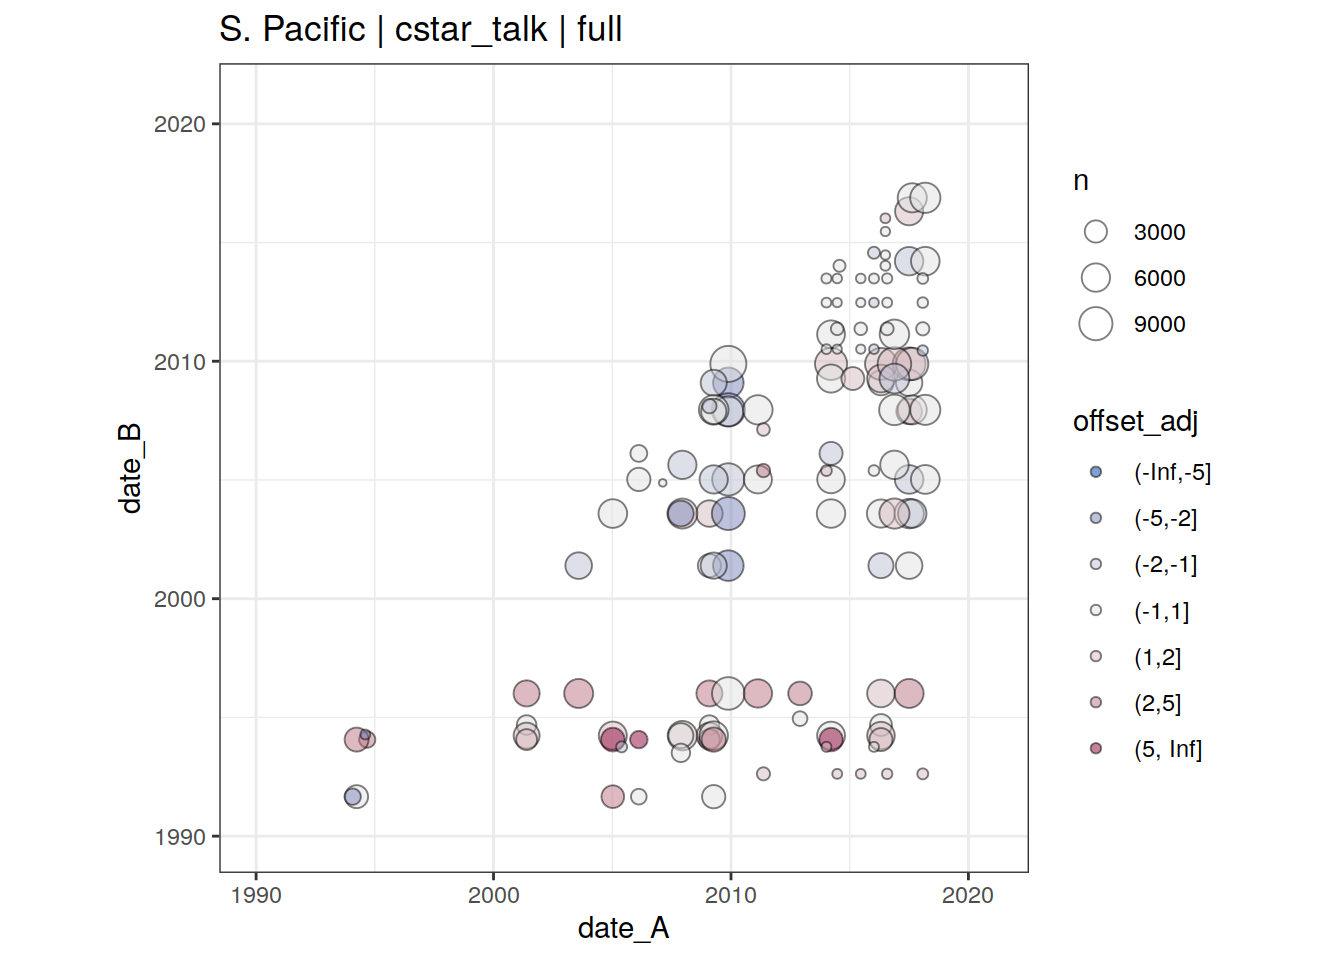 S. Pacific | cstar_talk | full
date_B
2020
2010
2000
1990
1990
2000
2010
2020
date_A
n
3000
6000
9000
offset_adj
(-Inf,-5]
(-5,-2]
(-2,-1]
(-1,1]
(1,2]
(2,5]
(5, Inf]